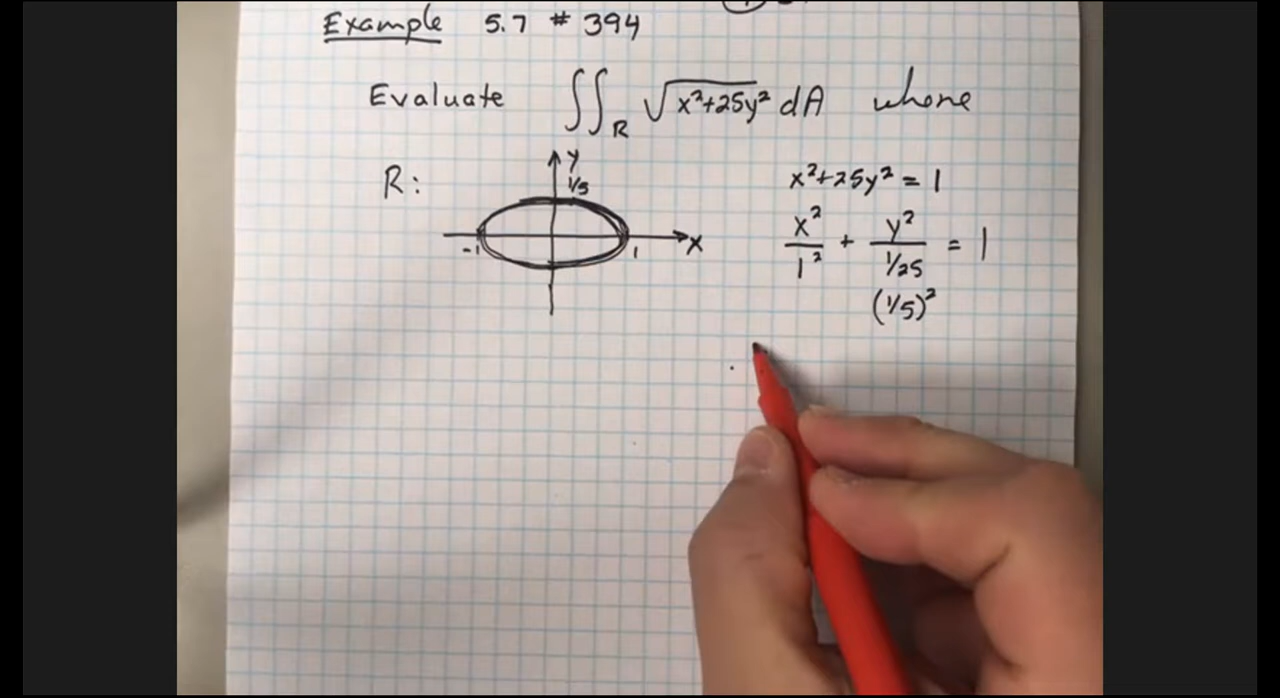 Example 5.7 # 394
Evaluate ∫∫_R √(x²+25y²) dA where
R:
y
1/5
-1
1
x
x²+25y² = 1
x²/1² + y²/(1/25) = 1
(1/5)²